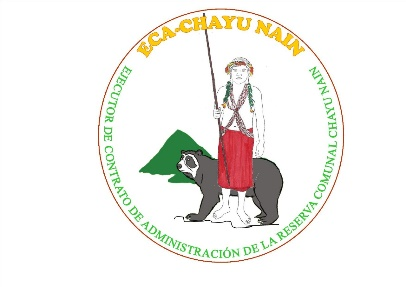 ECA-CHAYU NAIN
EJECUTOR DE CONTRATO DE ADMINISTRACIÓN DE LA RESERVA COMUNAL CHAYU NAIN